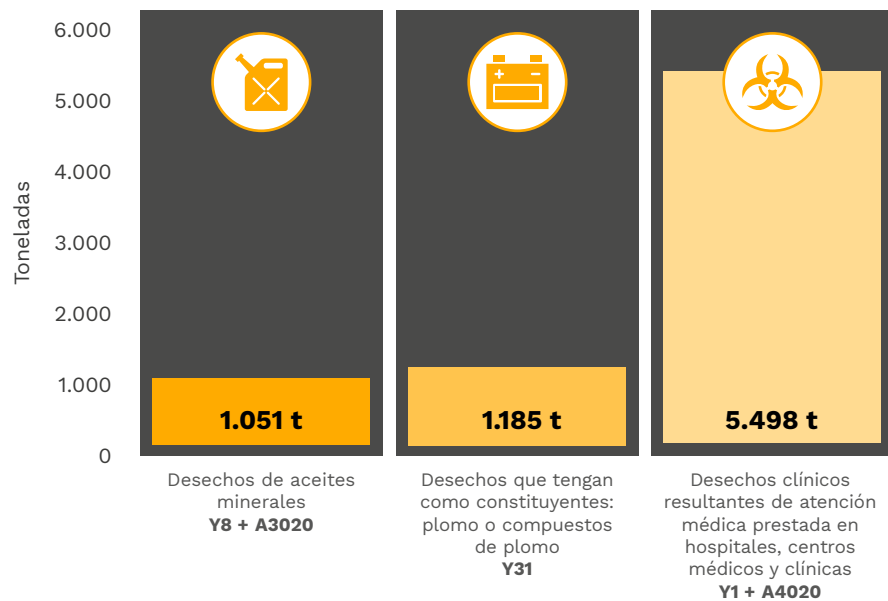 Toneladas
6.000
5.000
4.000
3.000
2.000
1.000
0
1.051 t
1.185 t
5.498 t
Desechos de aceites
minerales
Y8 + A3020
Desechos que tengan
como constituyentes:
plomo o compuestos
de plomo
Y31
Desechos clínicos
resultantes de atención
médica prestada en
hospitales, centros
médicos y clínicas
Y1 + A4020